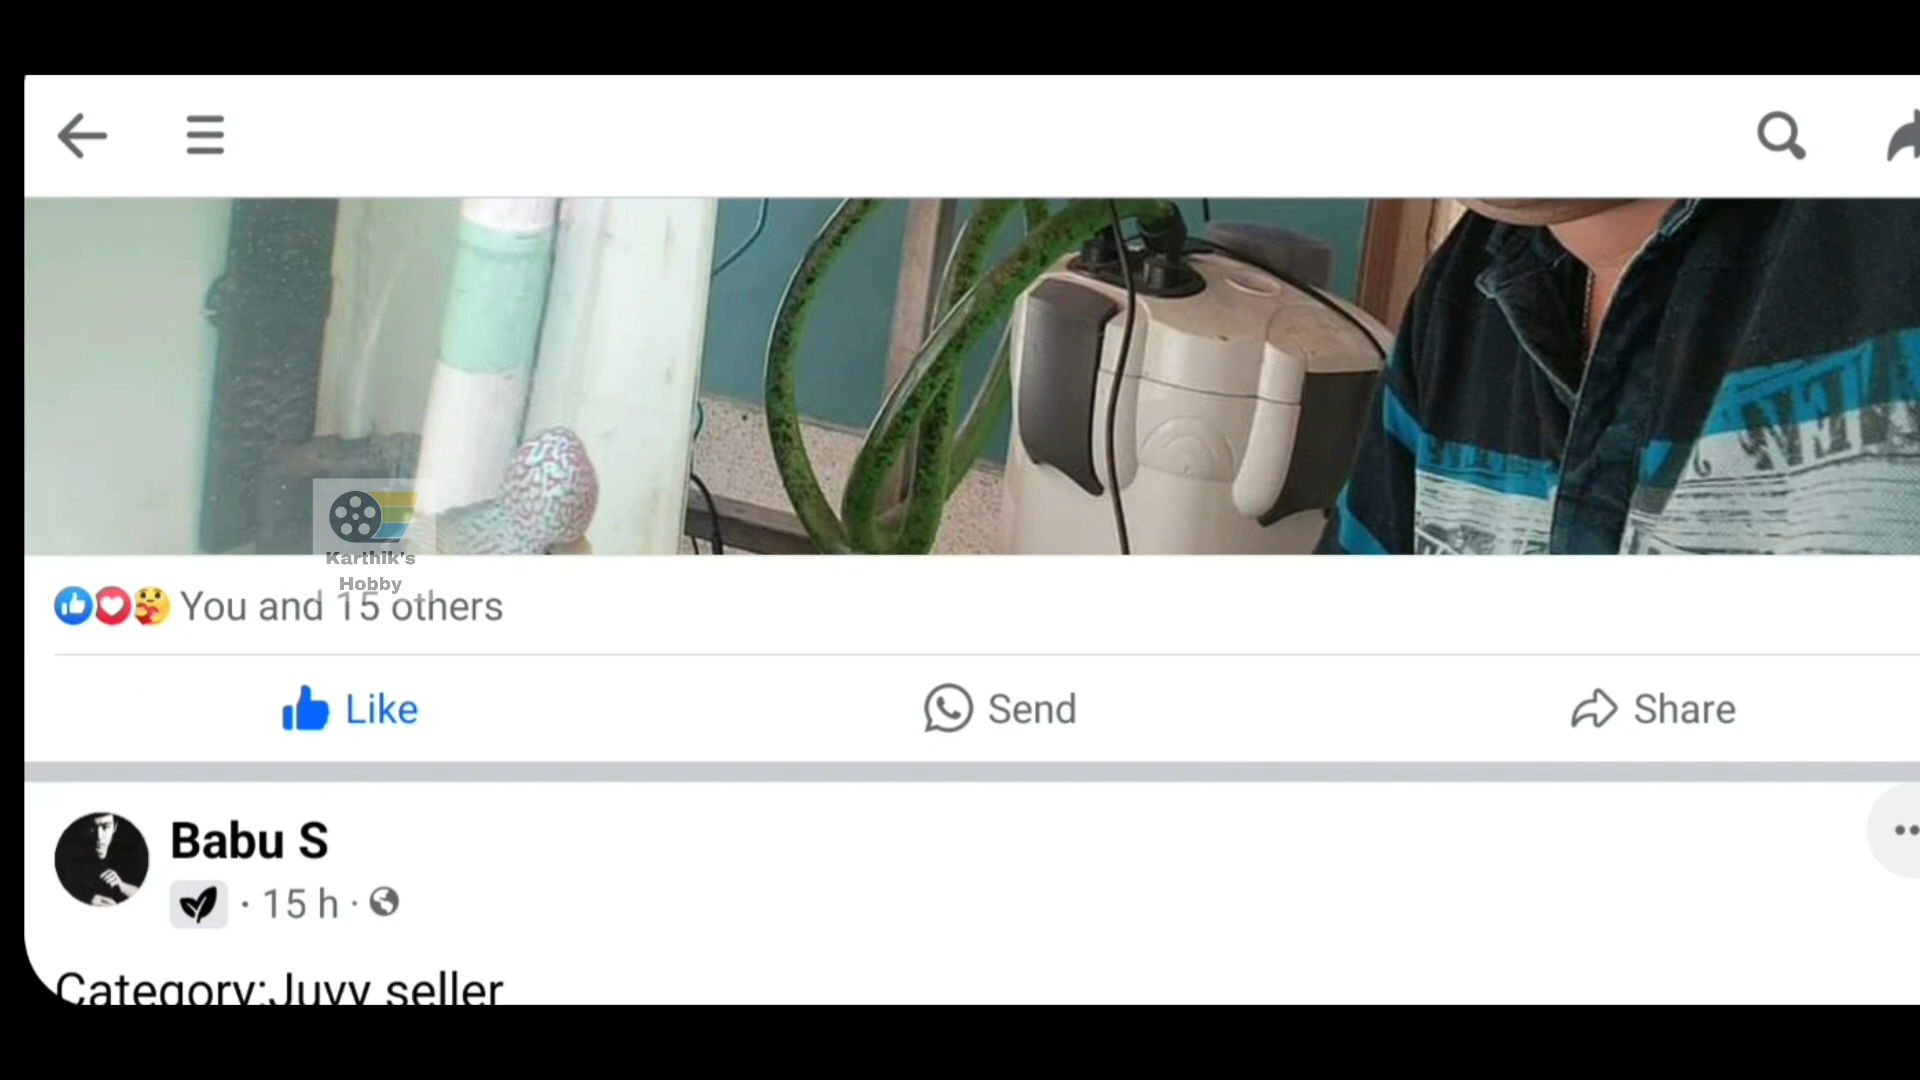 Karthik's
Hobby
You and 15 others
Like
Send
Share
Babu S
· 15 h ·
Category:Juvy seller